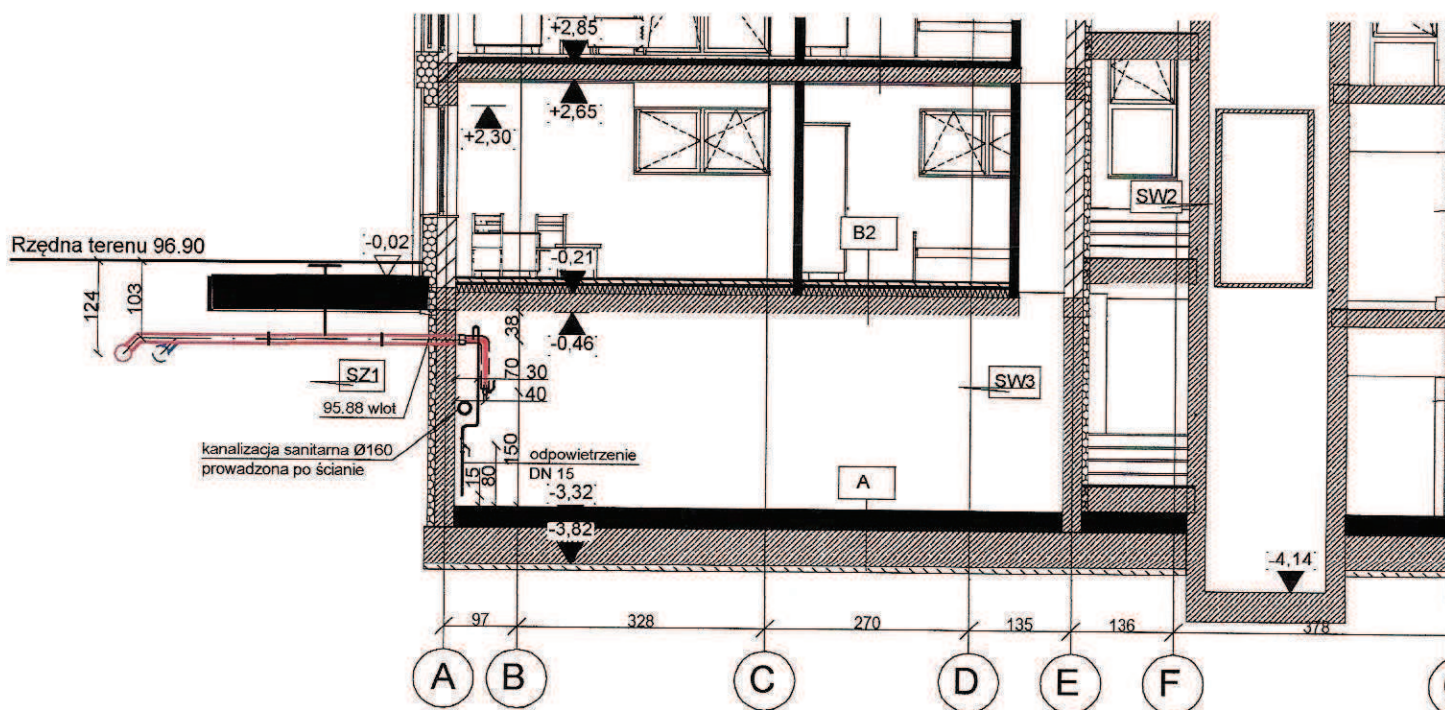 +2,85
+2,65
+2,30
SW2
B2
Rzędna terenu 96.90
-0,02
-0,21
124
103
38
-0,46
SZ1
70
30
40
SW3
95.88 wlot
kanalizacja sanitarna Ø160
prowadzona po ścianie
150
odpowietrzenie
DN 15
15
80
A
-3,32
-3,82
-4,14
97
328
270
135
136
378
A
B
C
D
E
F